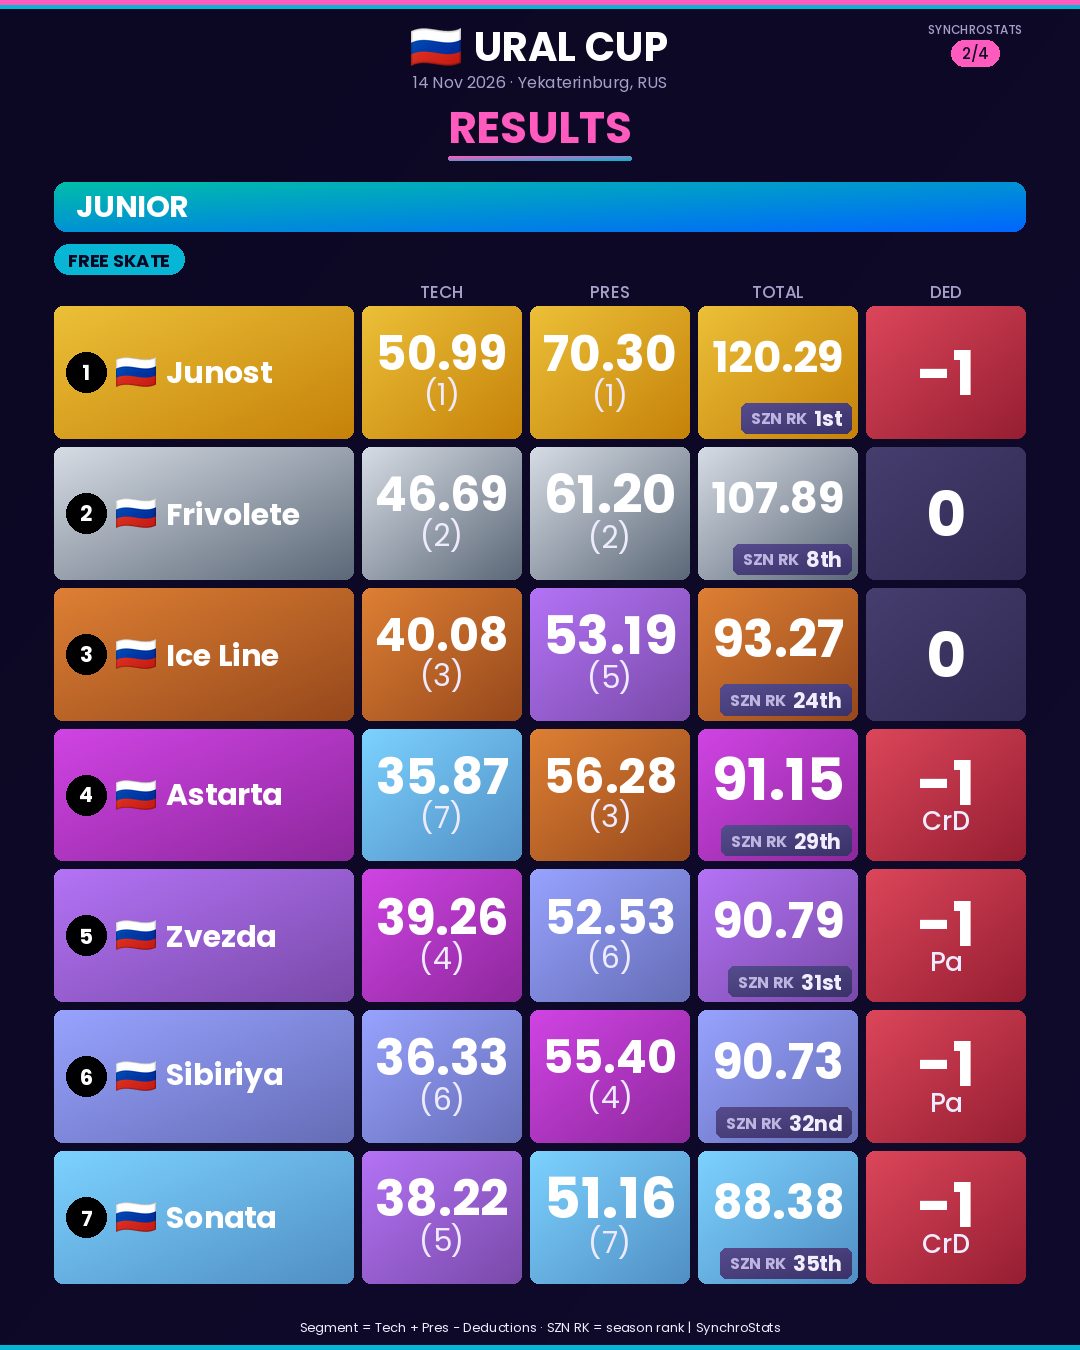 URAL CUP
SYNCHROSTATS
2/4
14 Nov 2026 · Yekaterinburg, RUS
RESULTS
JUNIOR
FREE SKATE
TECH PRES TOTAL DED
1 Junost 50.99 (1) 70.30 (1) 120.29 SZN RK 1st -1
2 Frivolete 46.69 (2) 61.20 (2) 107.89 SZN RK 8th 0
3 Ice Line 40.08 (3) 53.19 (5) 93.27 SZN RK 24th 0
4 Astarta 35.87 (7) 56.28 (3) 91.15 SZN RK 29th -1 CrD
5 Zvezda 39.26 (4) 52.53 (6) 90.79 SZN RK 31st -1 Pa
6 Sibiriya 36.33 (6) 55.40 (4) 90.73 SZN RK 32nd -1 Pa
7 Sonata 38.22 (5) 51.16 (7) 88.38 SZN RK 35th -1 CrD
Segment = Tech + Pres - Deductions · SZN RK = season rank | SynchroStats